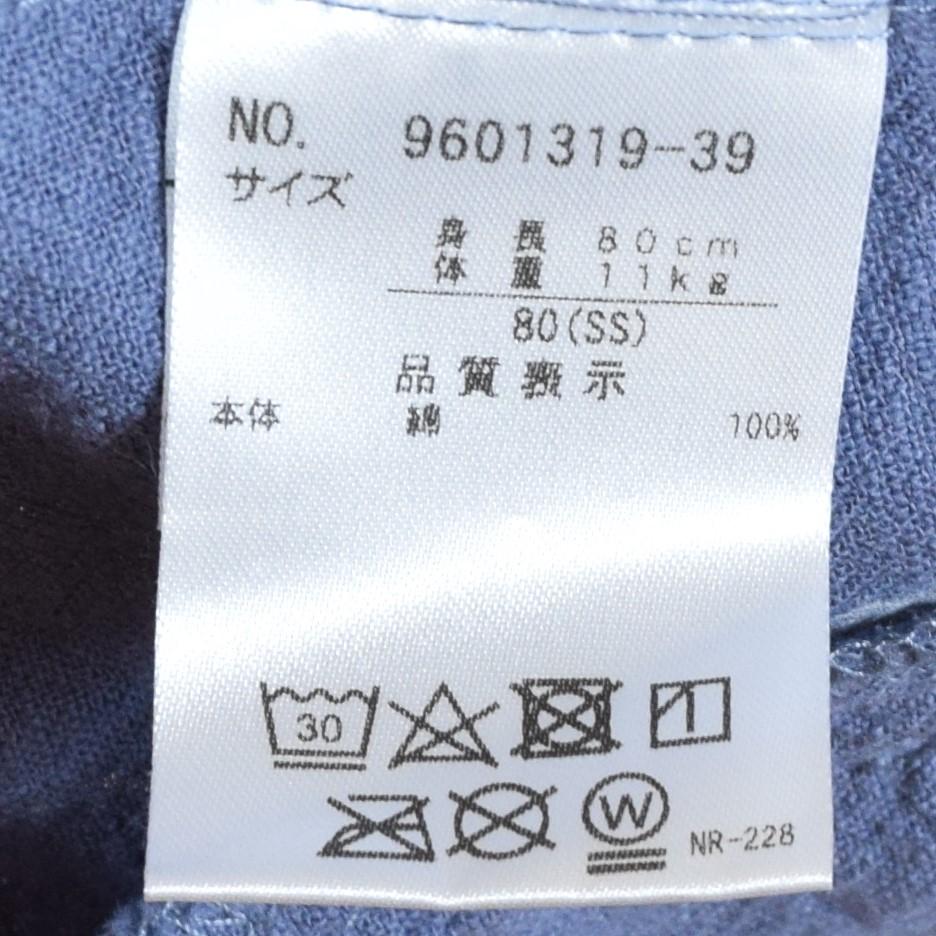 NO. 9601319-39
サイズ
身長 80cm
体重 11kg
80(SS)
品質表示
本体 綿 100%
30
W
NR-228